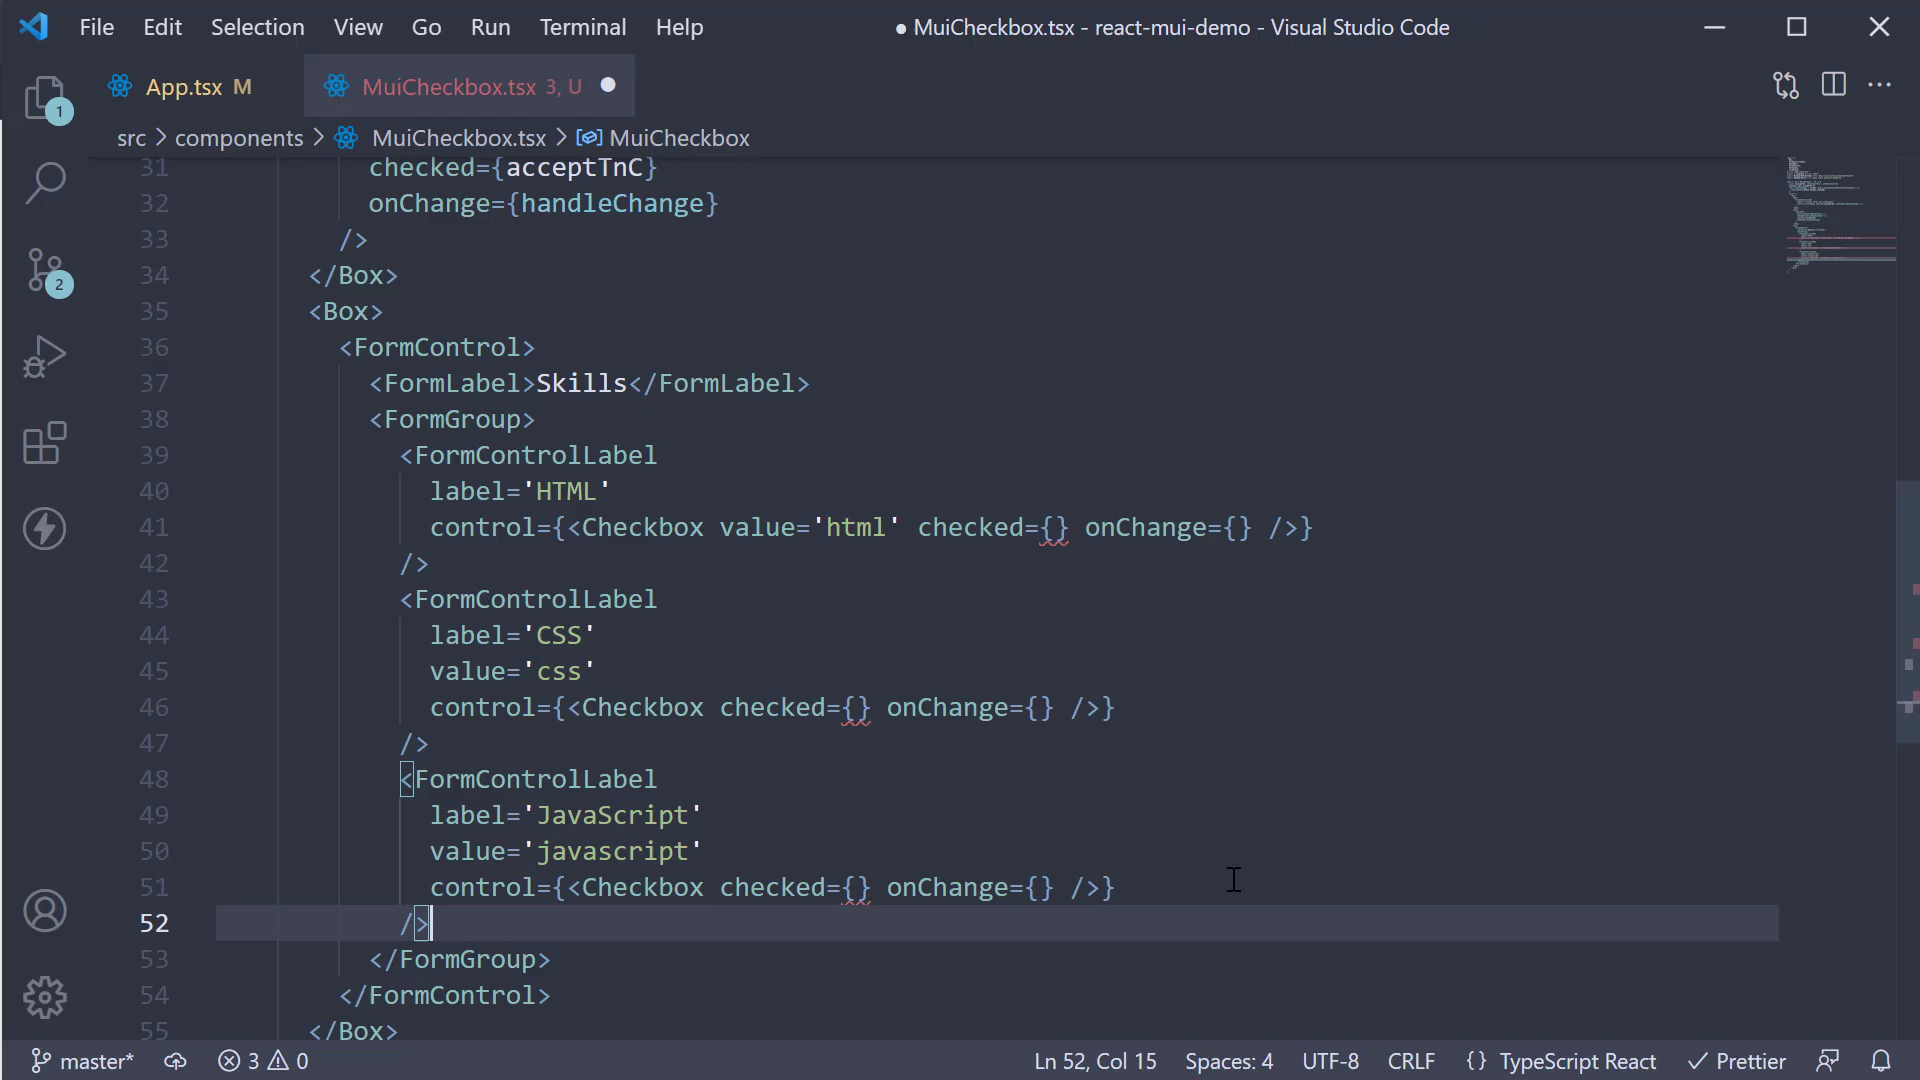 File Edit Selection View Go Run Terminal Help
● MuiCheckbox.tsx - react-mui-demo - Visual Studio Code
App.tsx M
MuiCheckbox.tsx 3, U
src > components > MuiCheckbox.tsx > MuiCheckbox
1
2
31 checked={acceptTnC}
32 onChange={handleChange}
33 />
34 </Box>
35 <Box>
36 <FormControl>
37 <FormLabel>Skills</FormLabel>
38 <FormGroup>
39 <FormControlLabel
40 label='HTML'
41 control={<Checkbox value='html' checked={} onChange={} />}
42 />
43 <FormControlLabel
44 label='CSS'
45 value='css'
46 control={<Checkbox checked={} onChange={} />}
47 />
48 <FormControlLabel
49 label='JavaScript'
50 value='javascript'
51 control={<Checkbox checked={} onChange={} />}
52 />
53 </FormGroup>
54 </FormControl>
55 </Box>
master* 3 0 Ln 52, Col 15 Spaces: 4 UTF-8 CRLF {} TypeScript React ✓ Prettier